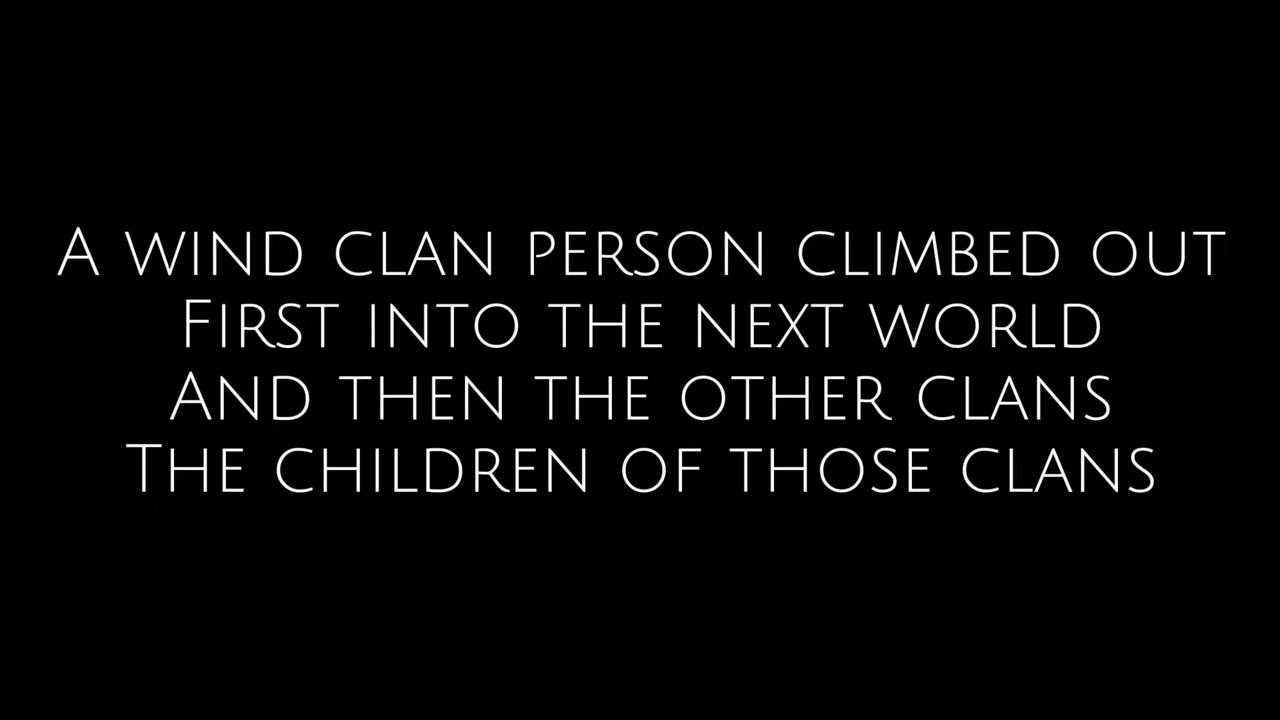 A WIND CLAN PERSON CLIMBED OUT
FIRST INTO THE NEXT WORLD
AND THEN THE OTHER CLANS
THE CHILDREN OF THOSE CLANS